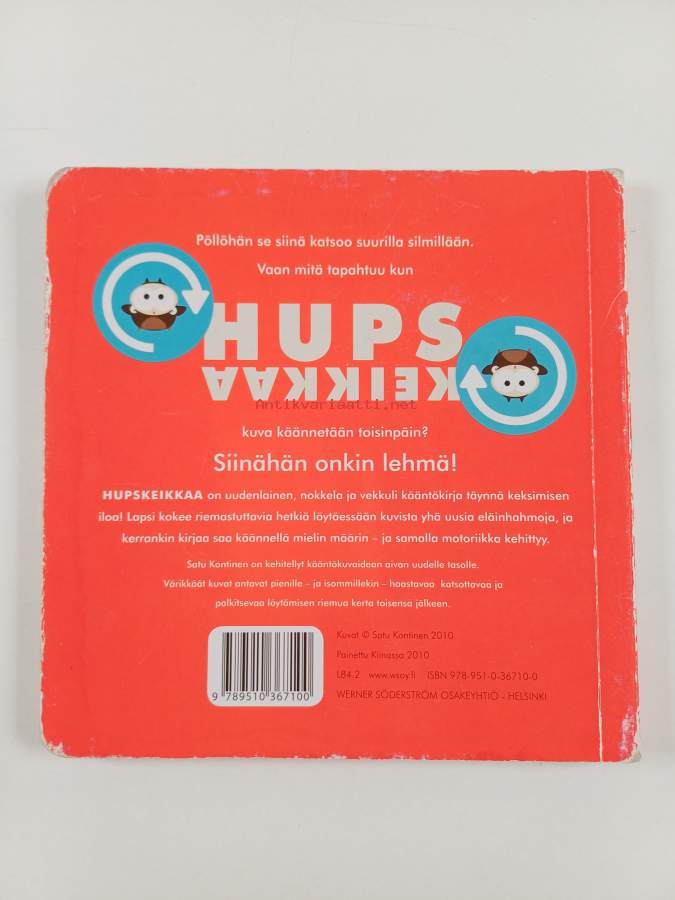 Pöllöhän se siinä katsoo suurilla silmillään.
Vaan mitä tapahtuu kun
HUPS
KEIKKAA
Antikvariaatti.net
kuva käännetään toisinpäin?
Siinähän onkin lehmä!
HUPSKEIKKAA on uudenlainen, nokkela ja vekkuli kääntökirja täynnä keksimisen
iloa! Lapsi kokee riemastuttavia hetkiä löytäessään kuvista yhä uusia eläinhahmoja, ja
kerrankin kirjaa saa käännellä mielin määrin – ja samalla motoriikka kehittyy.
Satu Kontinen on kehitellyt kääntökuvaidean aivan uudelle tasolle.
Värikkäät kuvat antavat pienille – ja isommillekin – haastavaa katsottavaa ja
palkitsevaa löytämisen riemua kerta toisensa jälkeen.
Kuvat © Satu Kontinen 2010
Painettu Kiinassa 2010
L84.2 www.wsoy.fi ISBN 978-951-0-36710-0
WERNER SÖDERSTRÖM OSAKEYHTIÖ - HELSINKI
9 789510 367100